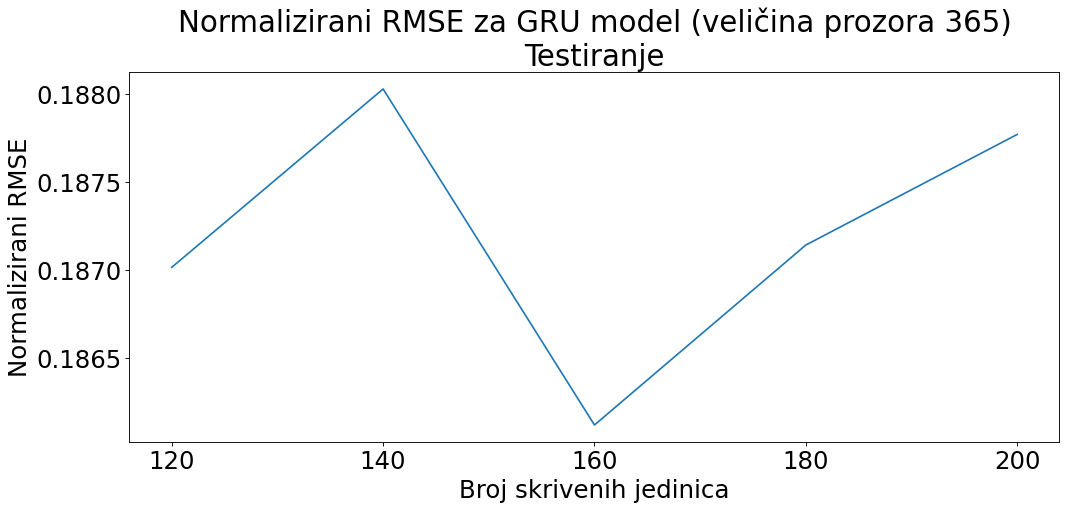 Normalizirani RMSE za GRU model (veličina prozora 365)
Testiranje
Normalizirani RMSE
0.1880
0.1875
0.1870
0.1865
120 140 160 180 200
Broj skrivenih jedinica